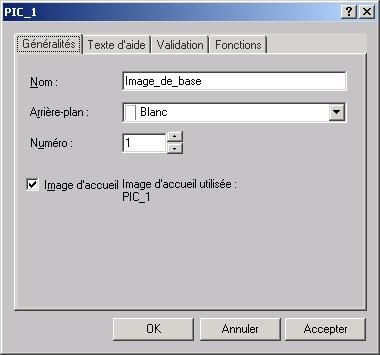 PIC_1
Généralités Texte d'aide Validation Fonctions
Nom : Image_de_base
Arrière-plan : Blanc
Numéro : 1
Image d'accueil Image d'accueil utilisée :
PIC_1
OK Annuler Accepter